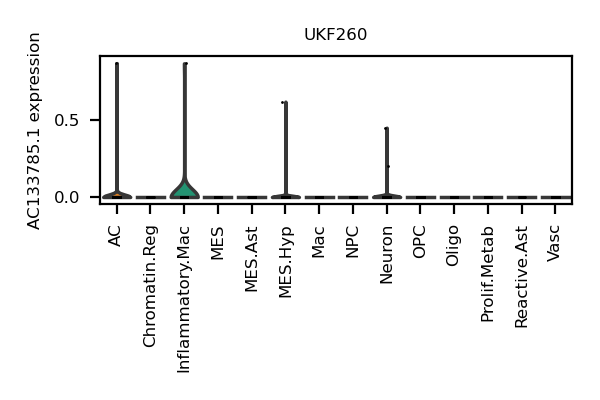 UKF260
AC133785.1 expression
0.5
0.0
AC
Chromatin.Reg
Inflammatory.Mac
MES
MES.Ast
MES.Hyp
Mac
NPC
Neuron
OPC
Oligo
Prolif.Metab
Reactive.Ast
Vasc